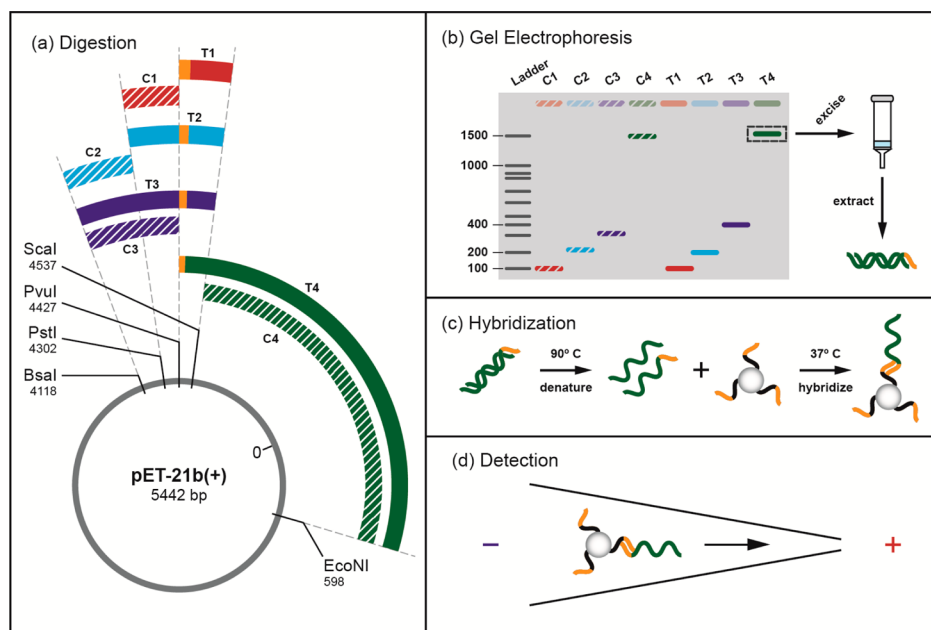 (a) Digestion
T1
C1
T2
C2
T3
C3
T4
C4
ScaI
4537
PvuI
4427
PstI
4302
BsaI
4118
0
pET-21b(+)
5442 bp
EcoNI
598
(b) Gel Electrophoresis
Ladder C1 C2 C3 C4 T1 T2 T3 T4
1500
1000
400
200
100
excise
extract
(c) Hybridization
90º C
denature
+
37º C
hybridize
(d) Detection
− +